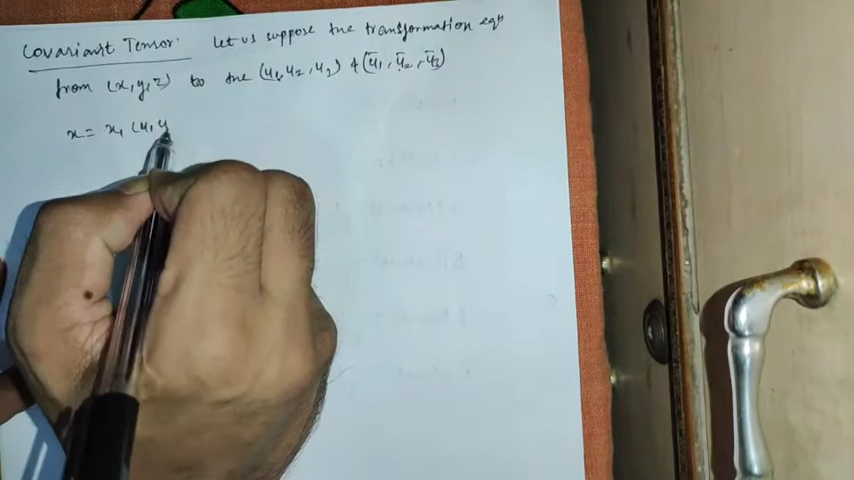 Covariant Tensor. Let us suppose the transformation eqn
from (x,y,z) to the (u1,u2,u3) & (ū1,ū2,ū3)
x= x1 (u1,u